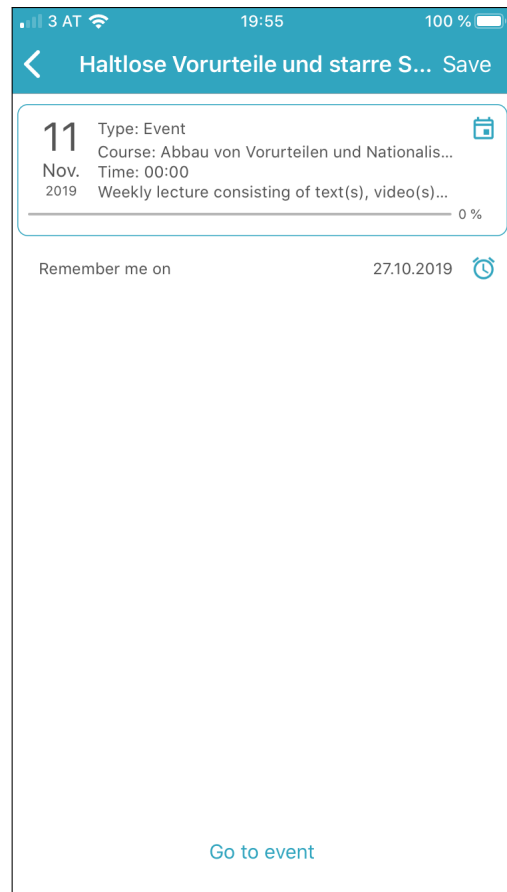 3 AT 19:55 100 %
Haltlose Vorurteile und starre S... Save
11
Nov.
2019
Type: Event
Course: Abbau von Vorurteilen und Nationalis...
Time: 00:00
Weekly lecture consisting of text(s), video(s)...
0 %
Remember me on 27.10.2019
Go to event